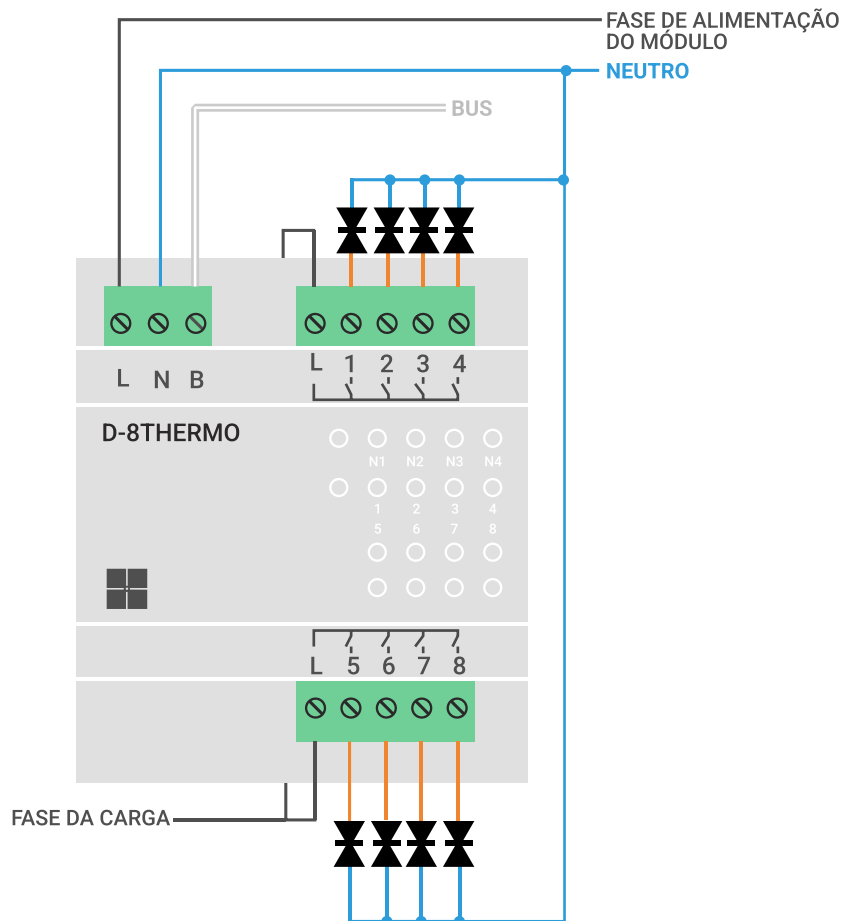 FASE DE ALIMENTAÇÃO
DO MÓDULO
NEUTRO
BUS
L N B
L 1 2 3 4
D-8THERMO
N1 N2 N3 N4
1 2 3 4
5 6 7 8
L 5 6 7 8
FASE DA CARGA